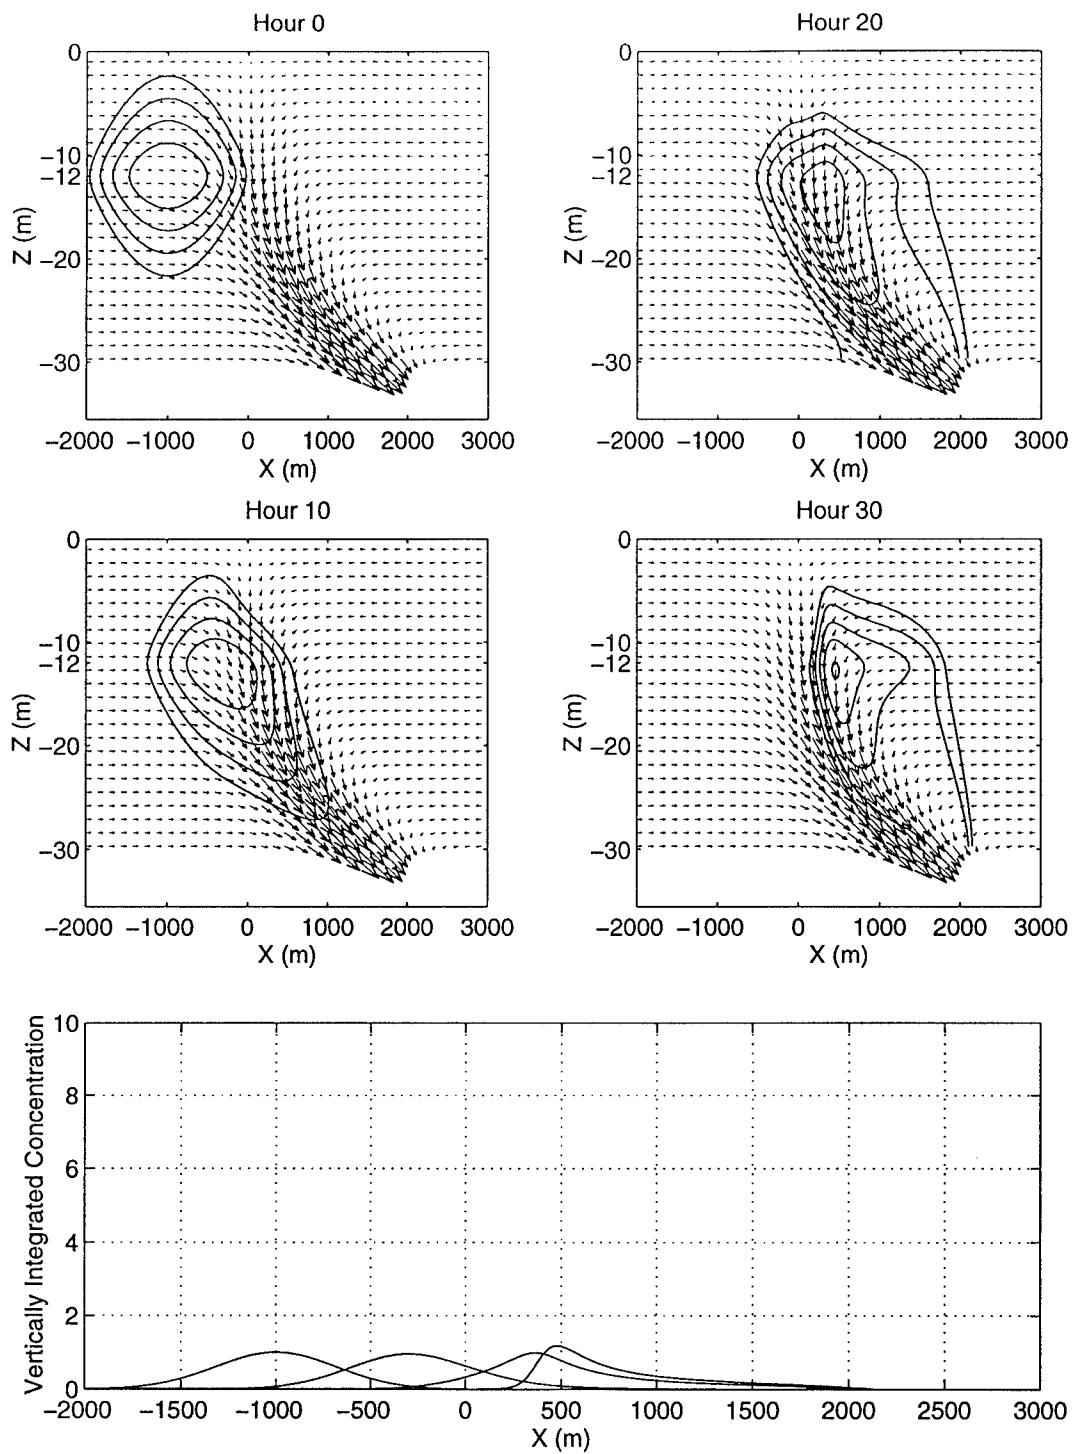 Hour 0
0
−10
−12
−20
−30
Z (m)
−2000 −1000 0 1000 2000 3000
X (m)
Hour 20
0
−10
−12
−20
−30
Z (m)
−2000 −1000 0 1000 2000 3000
X (m)
Hour 10
0
−10
−12
−20
−30
Z (m)
−2000 −1000 0 1000 2000 3000
X (m)
Hour 30
0
−10
−12
−20
−30
Z (m)
−2000 −1000 0 1000 2000 3000
X (m)
Vertically Integrated Concentration
10
8
6
4
2
0
−2000 −1500 −1000 −500 0 500 1000 1500 2000 2500 3000
X (m)